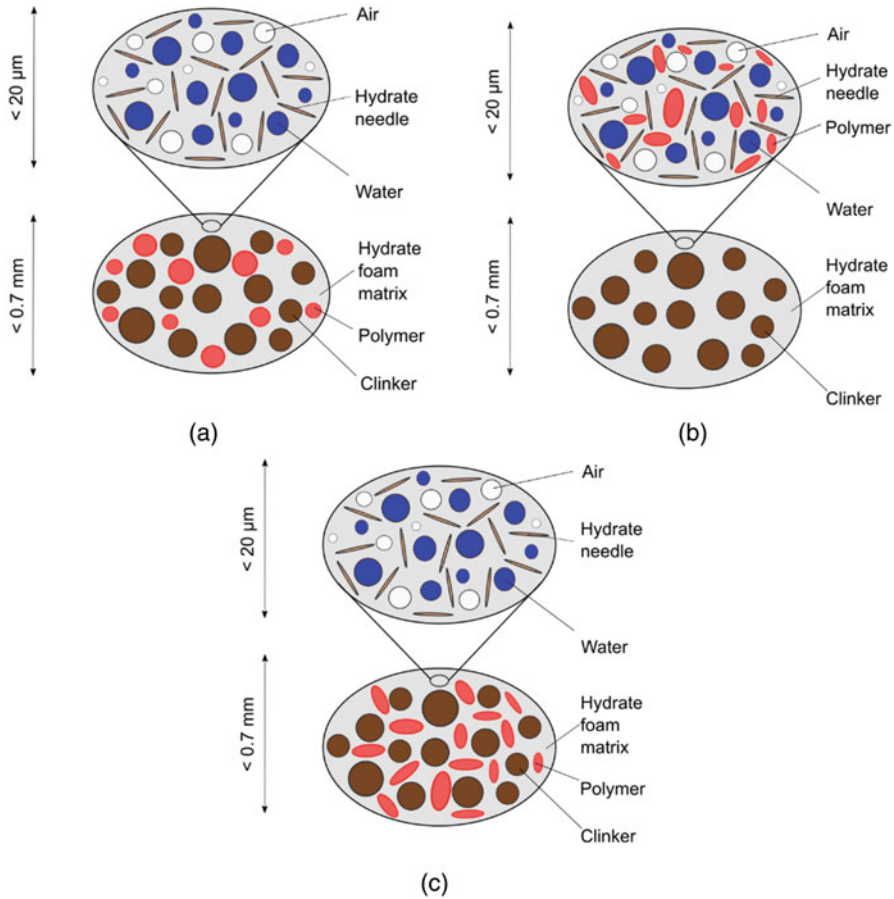 < 20 μm
Air
Hydrate
needle
Water
< 0.7 mm
Hydrate
foam
matrix
Polymer
Clinker
(a)
< 20 μm
Air
Hydrate
needle
Polymer
Water
< 0.7 mm
Hydrate
foam
matrix
Clinker
(b)
< 20 μm
Air
Hydrate
needle
Water
< 0.7 mm
Hydrate
foam
matrix
Polymer
Clinker
(c)